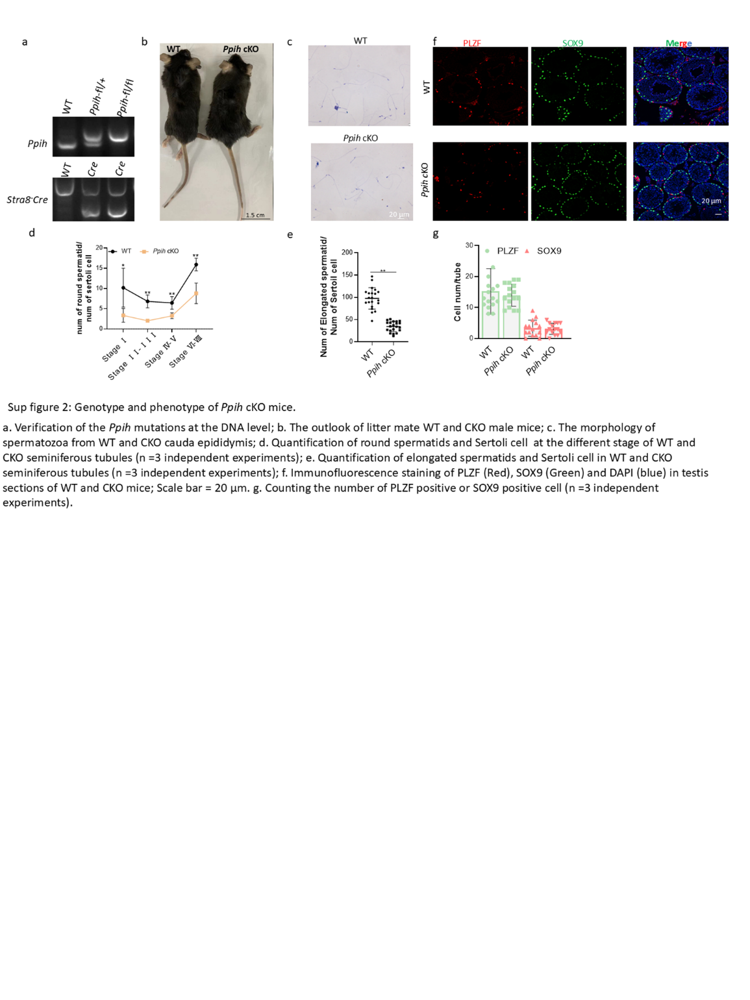 a
WT
Ppih-fl/+
Ppih-fl/fl
Ppih
WT
Cre
Cre
Stra8-Cre
b
WT
Ppih cKO
1.5 cm
c
WT
Ppih cKO
20 μm
f
PLZF
SOX9
Merge
WT
Ppih cKO
20 μm
d
num of round spermatid/
num of sertoli cell
20
15
10
5
0
WT
Ppih cKO
*
**
**
**
Stage I
Stage II-III
Stage Ⅳ-Ⅴ
Stage Ⅵ-Ⅷ
e
Num of Elongated spermatid/
Num of Sertoil cell
200
150
100
50
0
**
WT
Ppih cKO
g
Cell num/tube
30
20
10
0
PLZF
SOX9
WT
Ppih cKO
WT
Ppih cKO
Sup figure 2: Genotype and phenotype of Ppih cKO mice.
a. Verification of the Ppih mutations at the DNA level; b. The outlook of litter mate WT and CKO male mice; c. The morphology of
spermatozoa from WT and CKO cauda epididymis; d. Quantification of round spermatids and Sertoli cell at the different stage of WT and
CKO seminiferous tubules (n =3 independent experiments); e. Quantification of elongated spermatids and Sertoli cell in WT and CKO
seminiferous tubules (n =3 independent experiments); f. Immunofluorescence staining of PLZF (Red), SOX9 (Green) and DAPI (blue) in testis
sections of WT and CKO mice; Scale bar = 20 μm. g. Counting the number of PLZF positive or SOX9 positive cell (n =3 independent
experiments).